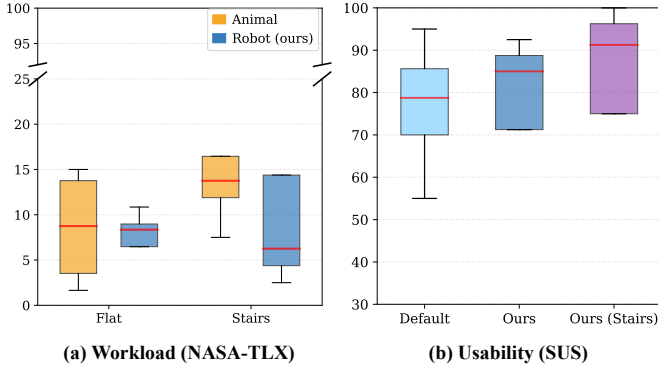 100
95
25
20
15
10
5
0
Animal
Robot (ours)
Flat
Stairs
(a) Workload (NASA-TLX)
100
90
80
70
60
50
40
30
Default
Ours
Ours (Stairs)
(b) Usability (SUS)